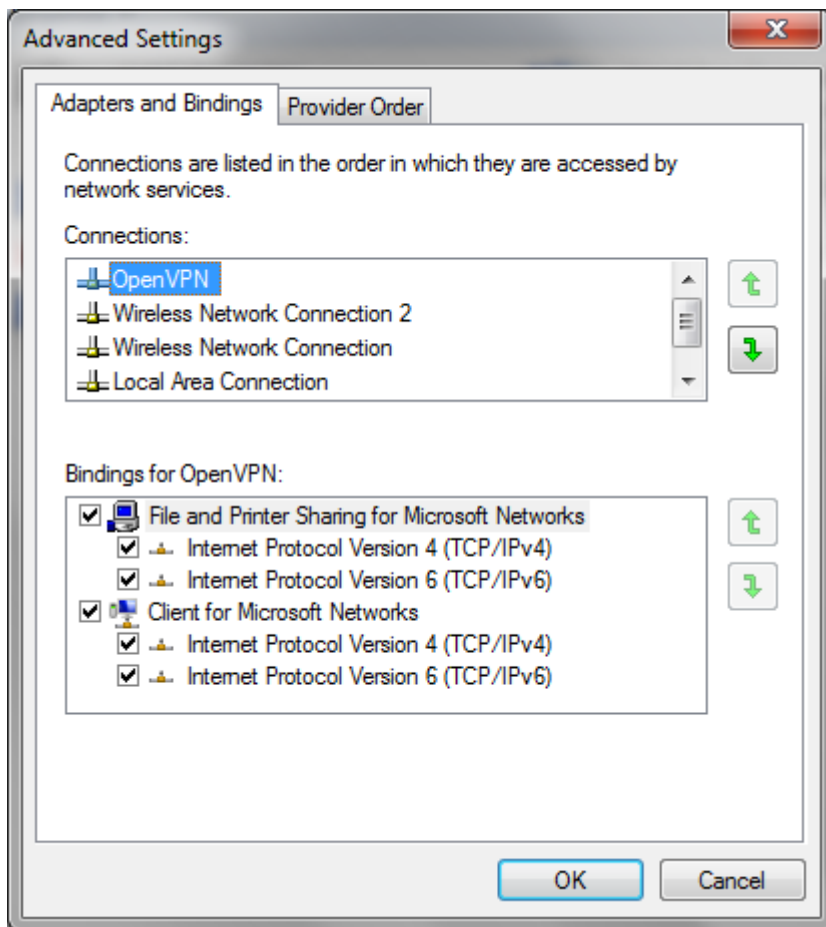 Advanced Settings
Adapters and Bindings
Provider Order
Connections are listed in the order in which they are accessed by
network services.
Connections:
OpenVPN
Wireless Network Connection 2
Wireless Network Connection
Local Area Connection
Bindings for OpenVPN:
File and Printer Sharing for Microsoft Networks
Internet Protocol Version 4 (TCP/IPv4)
Internet Protocol Version 6 (TCP/IPv6)
Client for Microsoft Networks
Internet Protocol Version 4 (TCP/IPv4)
Internet Protocol Version 6 (TCP/IPv6)
OK
Cancel